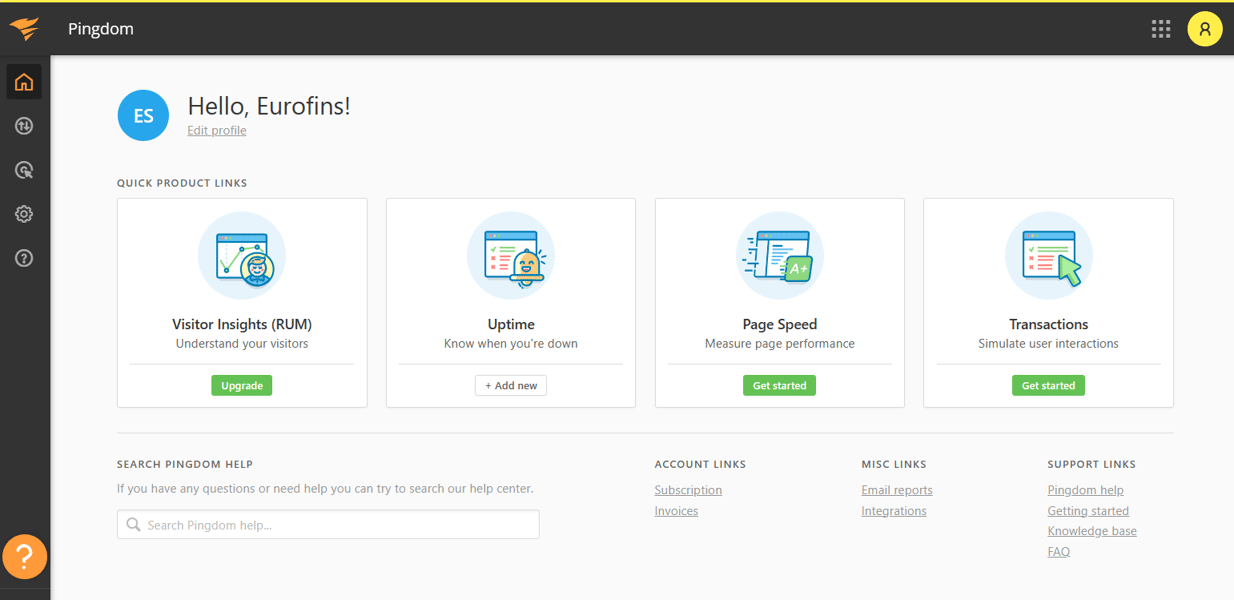 Pingdom
ES
Hello, Eurofins!
Edit profile
QUICK PRODUCT LINKS
Visitor Insights (RUM)
Understand your visitors
Upgrade
Uptime
Know when you're down
+ Add new
A+
Page Speed
Measure page performance
Get started
Transactions
Simulate user interactions
Get started
SEARCH PINGDOM HELP
If you have any questions or need help you can try to search our help center.
Search Pingdom help...
ACCOUNT LINKS
Subscription
Invoices
MISC LINKS
Email reports
Integrations
SUPPORT LINKS
Pingdom help
Getting started
Knowledge base
FAQ
?